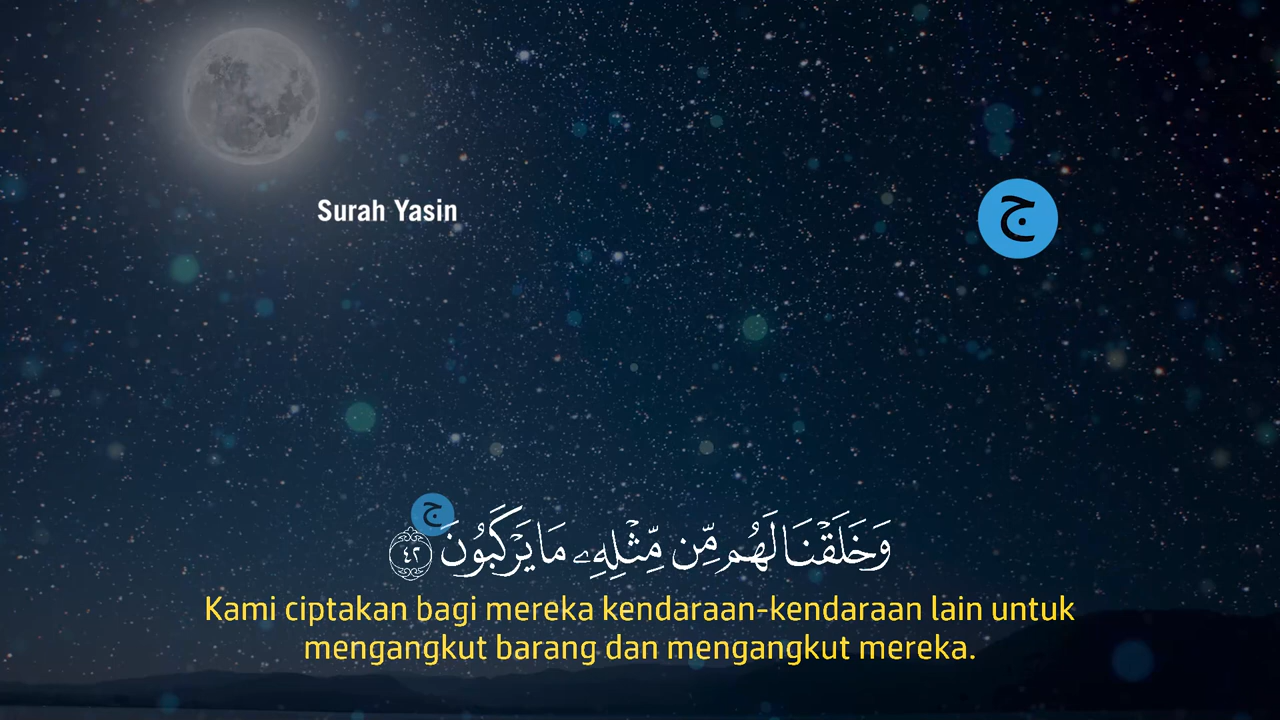 Surah Yasin
ج
ج
وَخَلَقْنَا لَهُم مِّن مِّثْلِهِۦ مَا يَرْكَبُونَ ٤٢
Kami ciptakan bagi mereka kendaraan-kendaraan lain untuk
mengangkut barang dan mengangkut mereka.